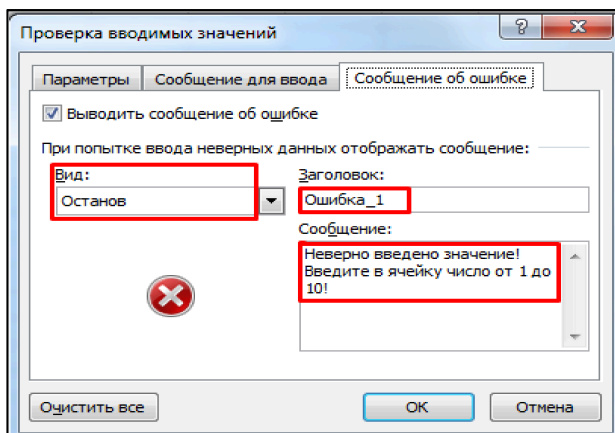 Проверка вводимых значений
Параметры Сообщение для ввода Сообщение об ошибке
Выводить сообщение об ошибке
При попытке ввода неверных данных отображать сообщение:
Вид: Заголовок:
Останов Ошибка_1
Сообщение:
Неверно введено значение!
Введите в ячейку число от 1 до
10!
Очистить все ОК Отмена